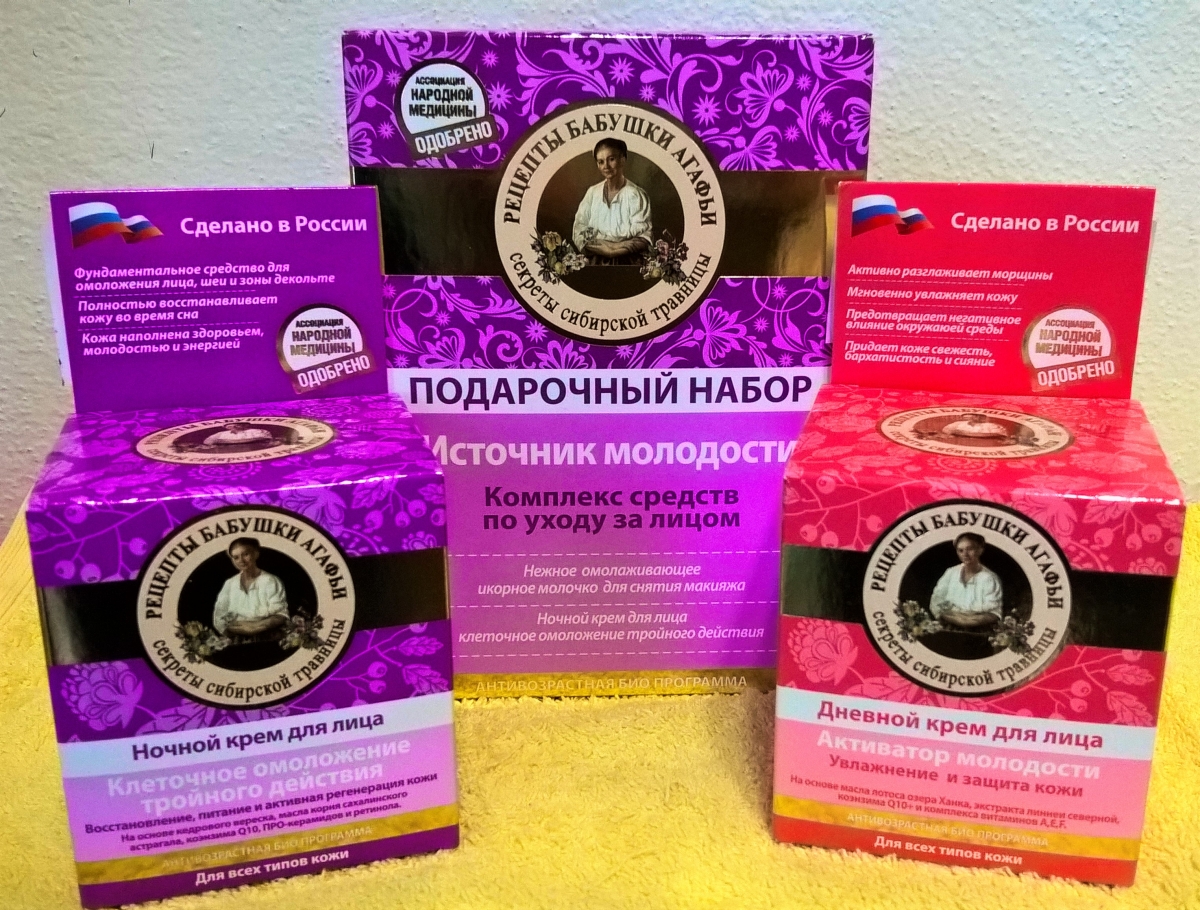 АССОЦИАЦИЯ
НАРОДНОЙ
МЕДИЦИНЫ
ОДОБРЕНО
РЕЦЕПТЫ БАБУШКИ АГАФЬИ
секреты сибирской травницы
ПОДАРОЧНЫЙ НАБОР
Источник молодости
Комплекс средств
по уходу за лицом
Нежное омолаживающее
икорное молочко для снятия макияжа
Ночной крем для лица
клеточное омоложение тройного действия
АНТИВОЗРАСТНАЯ БИО ПРОГРАММА
Сделано в России
Фундаментальное средство для
омоложения лица, шеи и зоны декольте
Полностью восстанавливает
кожу во время сна
Кожа наполнена здоровьем,
молодостью и энергией
АССОЦИАЦИЯ
НАРОДНОЙ
МЕДИЦИНЫ
ОДОБРЕНО
РЕЦЕПТЫ БАБУШКИ АГАФЬИ
секреты сибирской травницы
Ночной крем для лица
Клеточное омоложение
тройного действия
Восстановление, питание и активная регенерация кожи
На основе кедрового вереска, масла корня сахалинского
астрагала, коэнзима Q10, ПРО-керамидов и ретинола.
АНТИВОЗРАСТНАЯ БИО ПРОГРАММА
Для всех типов кожи
Сделано в России
Активно разглаживает морщины
Мгновенно увлажняет кожу
Предотвращает негативное
влияние окружаюей среды
Придает коже свежесть,
бархатистость и сияние
АССОЦИАЦИЯ
НАРОДНОЙ
МЕДИЦИНЫ
ОДОБРЕНО
РЕЦЕПТЫ БАБУШКИ АГАФЬИ
секреты сибирской травницы
Дневной крем для лица
Активатор молодости
Увлажнение и защита кожи
На основе масла лотоса озера Ханка, экстракта линнеи северной,
коэнзима Q10+ и комплекса витаминов A,E,F.
АНТИВОЗРАСТНАЯ БИО ПРОГРАММА
Для всех типов кожи